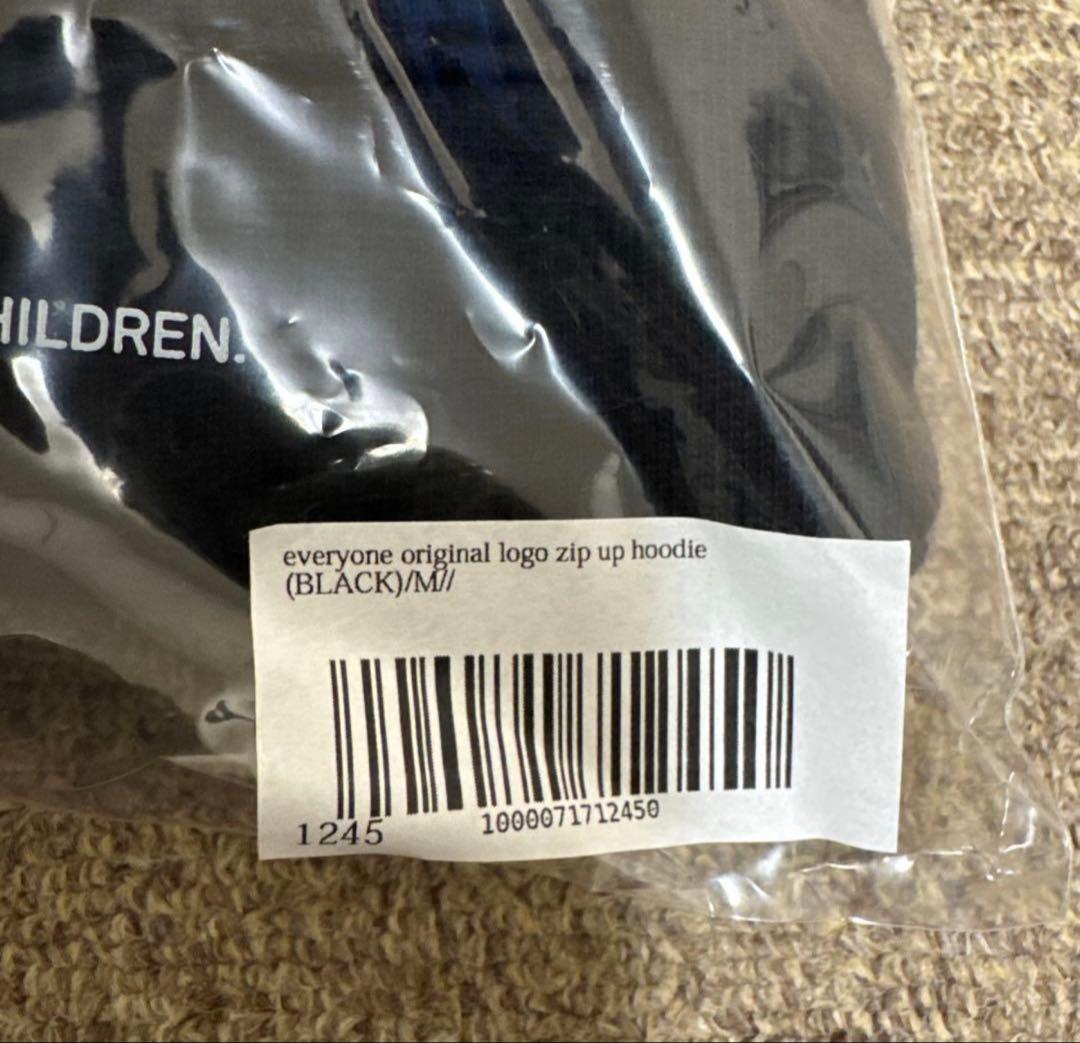 HILDREN.
everyone original logo zip up hoodie
(BLACK)/M//
1245
1000071712450